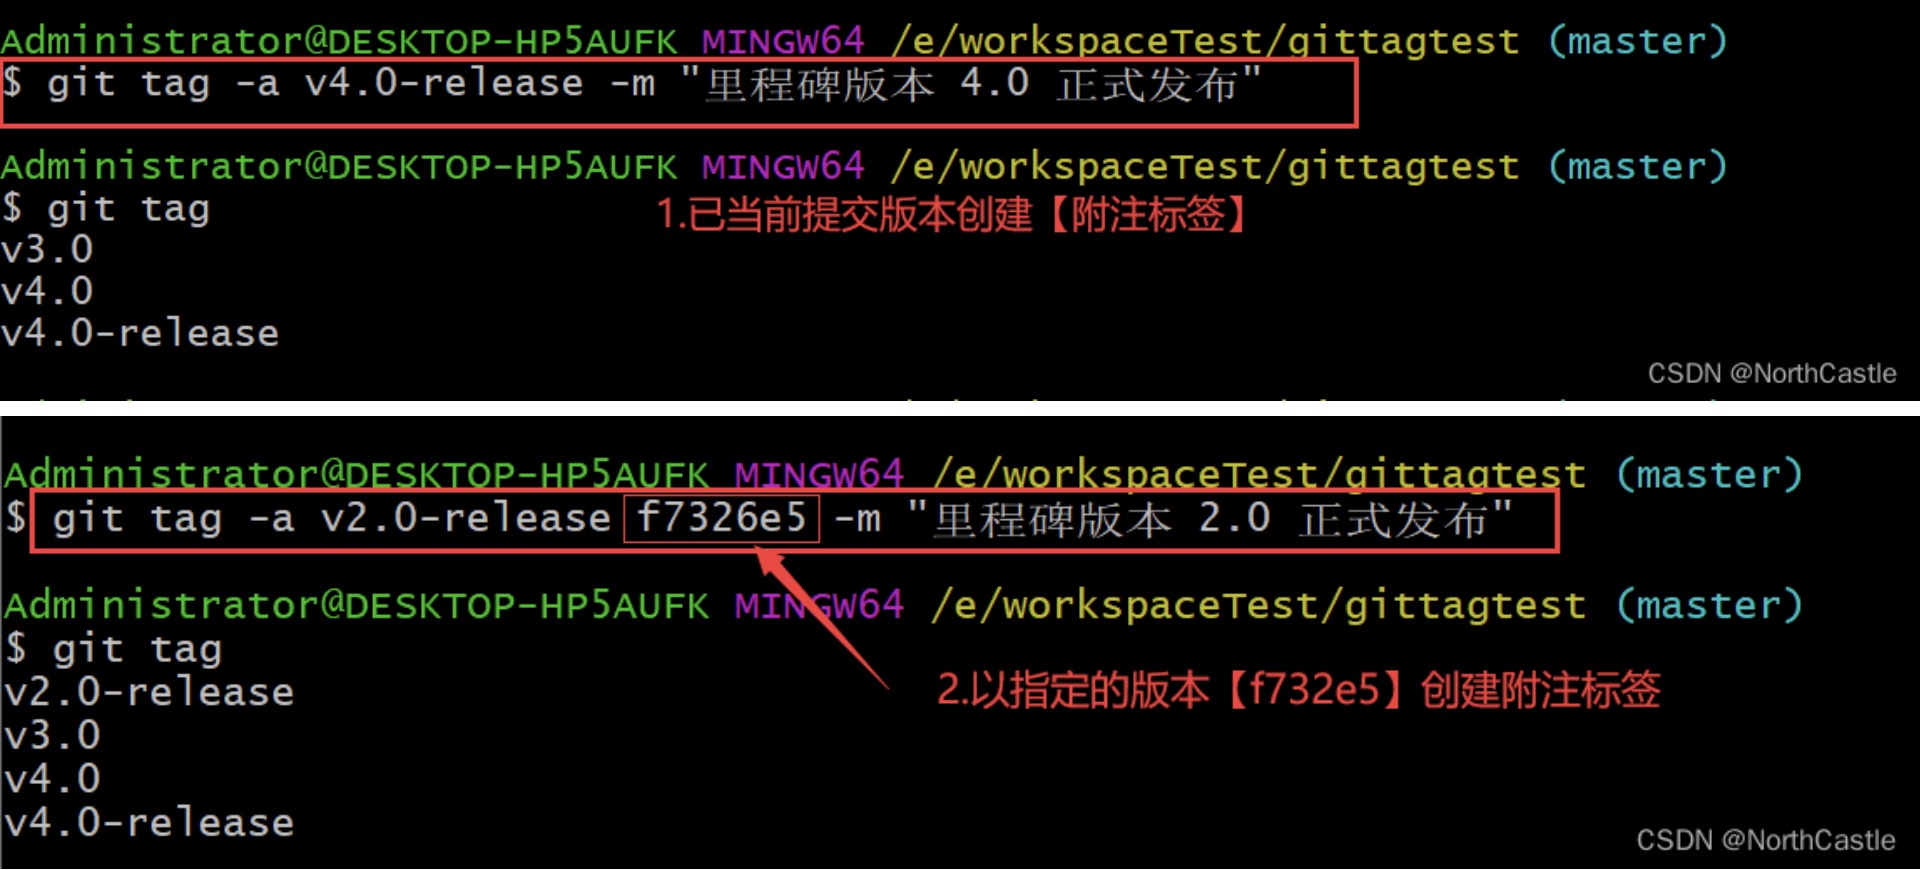 Administrator@DESKTOP-HP5AUFK MINGW64 /e/workspaceTest/gittagtest (master)
$ git tag -a v4.0-release -m "里程碑版本 4.0 正式发布"
Administrator@DESKTOP-HP5AUFK MINGW64 /e/workspaceTest/gittagtest (master)
$ git tag
1.已当前提交版本创建【附注标签】
v3.0
v4.0
v4.0-release
CSDN @NorthCastle
Administrator@DESKTOP-HP5AUFK MINGW64 /e/workspaceTest/gittagtest (master)
$ git tag -a v2.0-release f7326e5 -m "里程碑版本 2.0 正式发布"
Administrator@DESKTOP-HP5AUFK MINGW64 /e/workspaceTest/gittagtest (master)
$ git tag
v2.0-release
2.以指定的版本【f732e5】创建附注标签
v3.0
v4.0
v4.0-release
CSDN @NorthCastle